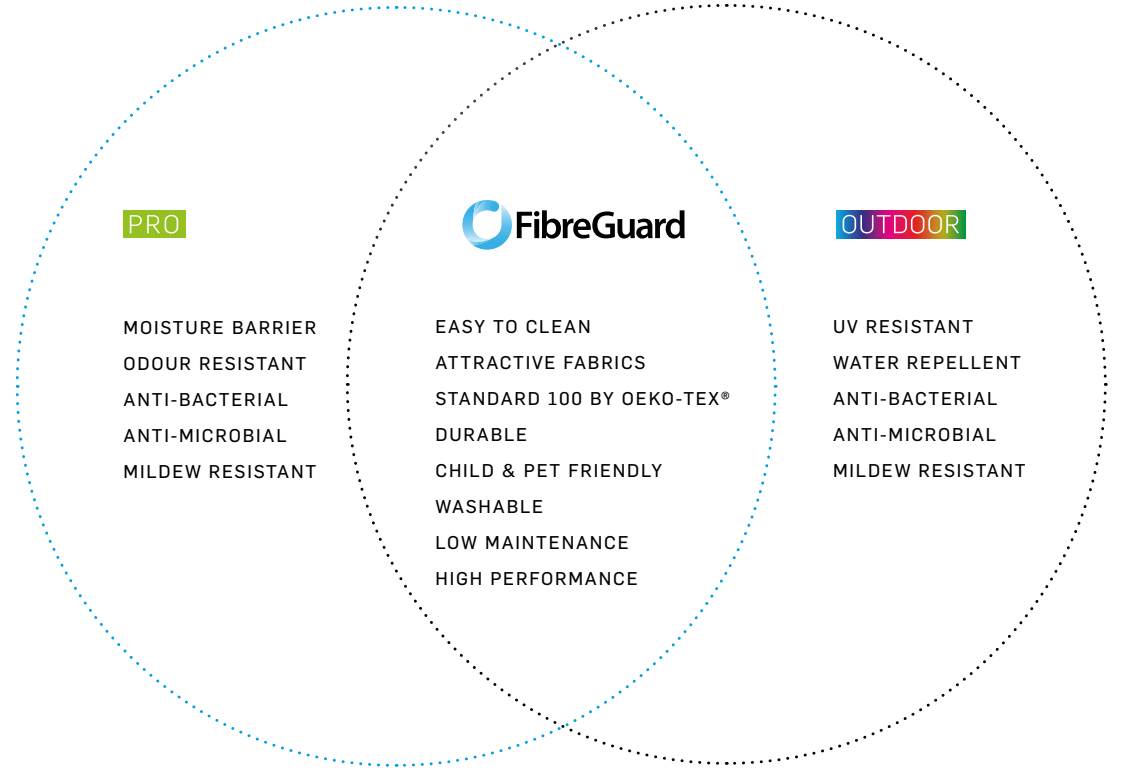 PRO
MOISTURE BARRIER
ODOUR RESISTANT
ANTI-BACTERIAL
ANTI-MICROBIAL
MILDEW RESISTANT
FibreGuard
EASY TO CLEAN
ATTRACTIVE FABRICS
STANDARD 100 BY OEKO-TEX®
DURABLE
CHILD & PET FRIENDLY
WASHABLE
LOW MAINTENANCE
HIGH PERFORMANCE
OUTDOOR
UV RESISTANT
WATER REPELLENT
ANTI-BACTERIAL
ANTI-MICROBIAL
MILDEW RESISTANT